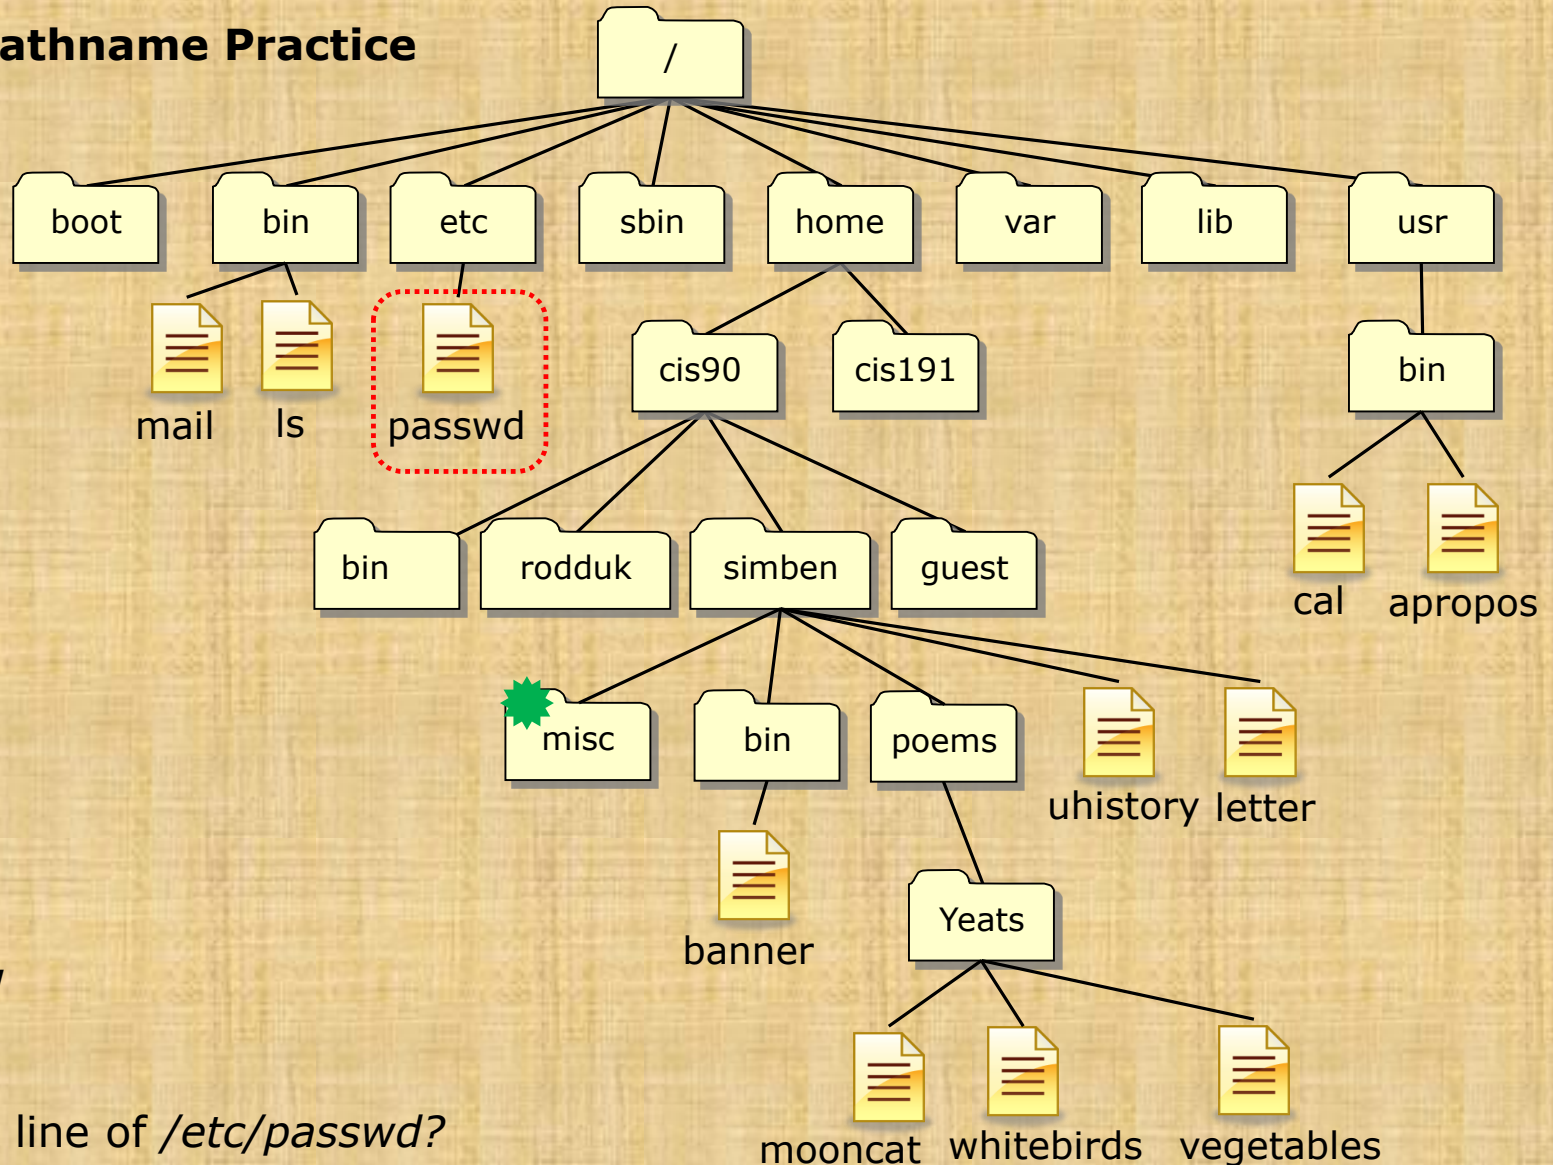 athname Practice
/
boot bin etc sbin home var lib usr
mail ls passwd cis90 cis191 bin
bin rodduk simben guest cal apropos
misc bin poems uhistory letter
banner Yeats
line of /etc/passwd?
mooncat whitebirds vegetables